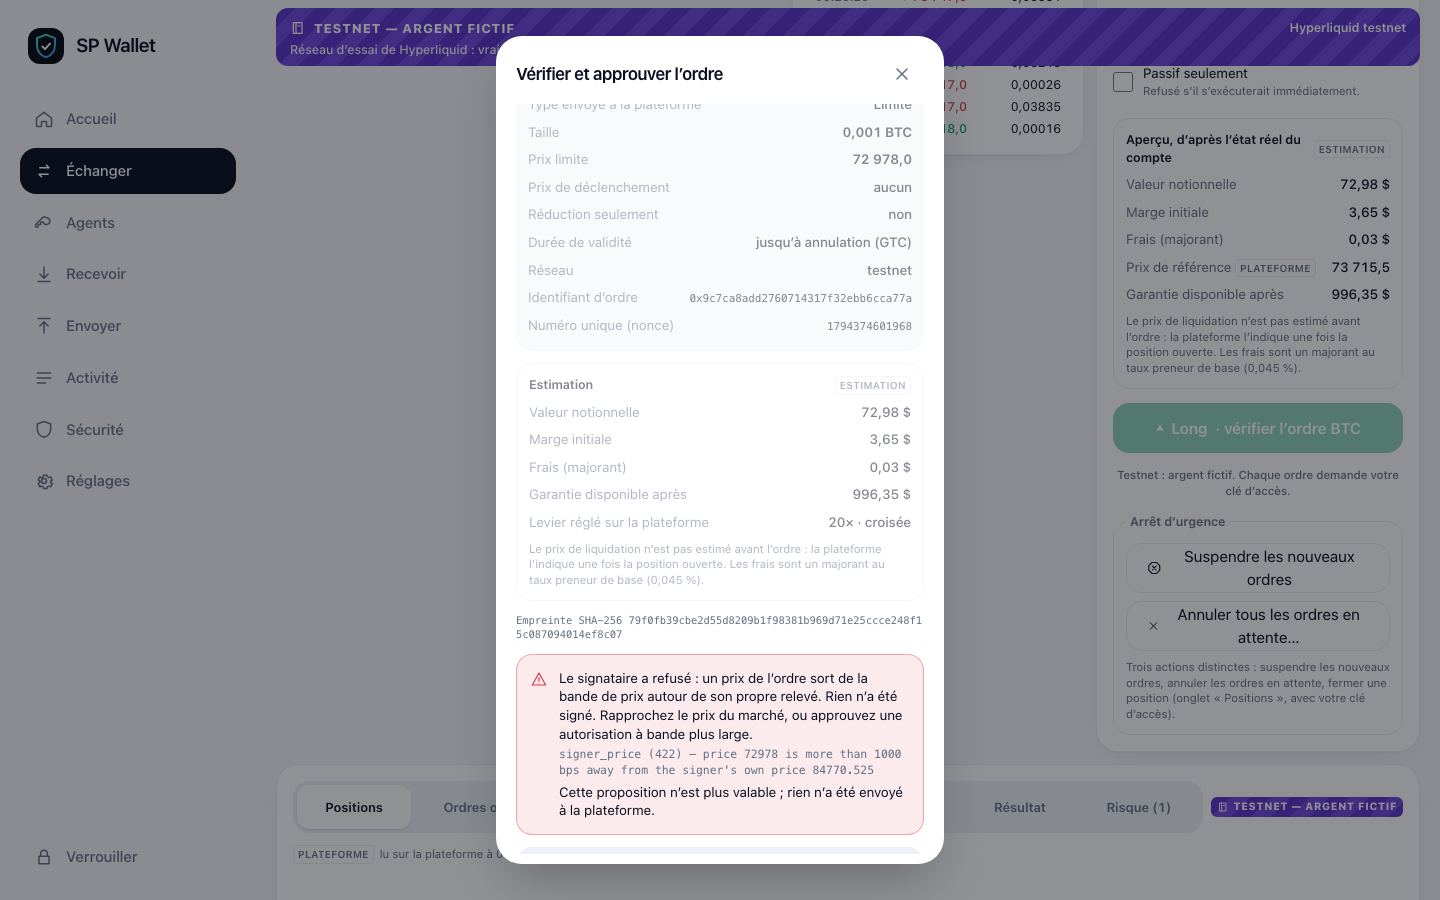 SP Wallet
Accueil
Échanger
Agents
Recevoir
Envoyer
Activité
Sécurité
Réglages
Verrouiller
TESTNET — ARGENT FICTIF
Hyperliquid testnet
Réseau d’essai de Hyperliquid : vrai
17,0 0,00026
17,0 0,03835
18,0 0,00016
Vérifier et approuver l’ordre
Type envoyé à la plateforme Limite
Taille 0,001 BTC
Prix limite 72 978,0
Prix de déclenchement aucun
Réduction seulement non
Durée de validité jusqu’à annulation (GTC)
Réseau testnet
Identifiant d’ordre 0x9c7ca8add2760714317f32ebb6cca77a
Numéro unique (nonce) 1794374601968
Estimation ESTIMATION
Valeur notionnelle 72,98 $
Marge initiale 3,65 $
Frais (majorant) 0,03 $
Garantie disponible après 996,35 $
Levier réglé sur la plateforme 20× · croisée
Le prix de liquidation n’est pas estimé avant l’ordre : la plateforme
l’indique une fois la position ouverte. Les frais sont un majorant au
taux preneur de base (0,045 %).
Empreinte SHA-256 79f0fb39cbe2d55d8209b1f98381b969d71e25ccce248f1
5c087094014ef8c07
Le signataire a refusé : un prix de l’ordre sort de la
bande de prix autour de son propre relevé. Rien n’a été
signé. Rapprochez le prix du marché, ou approuvez une
autorisation à bande plus large.
signer_price (422) — price 72978 is more than 1000
bps away from the signer's own price 84770.525
Cette proposition n’est plus valable ; rien n’a été envoyé
à la plateforme.
Passif seulement
Refusé s’il s’exécuterait immédiatement.
Aperçu, d’après l’état réel du
compte
ESTIMATION
Valeur notionnelle 72,98 $
Marge initiale 3,65 $
Frais (majorant) 0,03 $
Prix de référence PLATEFORME 73 715,5
Garantie disponible après 996,35 $
Le prix de liquidation n’est pas estimé avant
l’ordre : la plateforme l’indique une fois la
position ouverte. Les frais sont un majorant au
taux preneur de base (0,045 %).
Long · vérifier l’ordre BTC
Testnet : argent fictif. Chaque ordre demande votre
clé d’accès.
Arrêt d’urgence
Suspendre les nouveaux
ordres
Annuler tous les ordres en
attente…
Trois actions distinctes : suspendre les nouveaux
ordres, annuler les ordres en attente, fermer une
position (onglet « Positions », avec votre clé
d’accès).
Positions Ordres o Résultat Risque (1)
TESTNET — ARGENT FICTIF
PLATEFORME lu sur la plateforme à 0